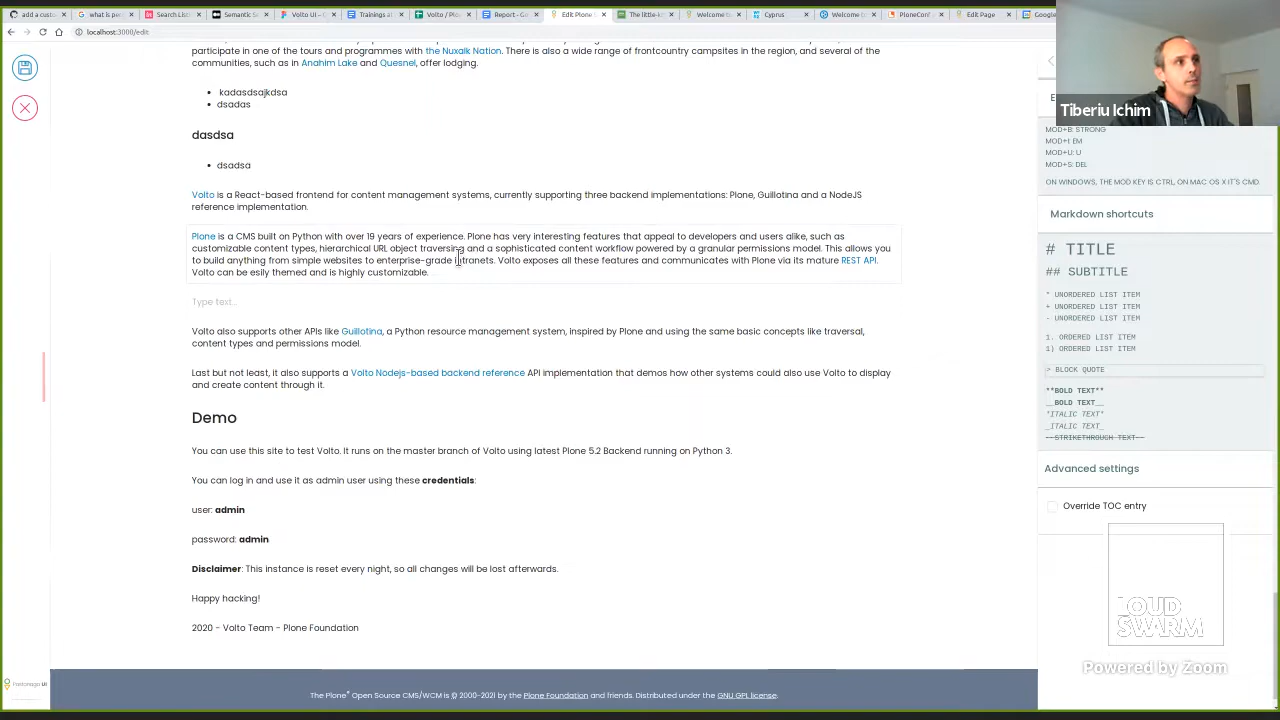 add a custo
what is pers
Search Listi
Semantic Se
Volto UI – C
Trainings al
Volto / Plon
Report - Go
Edit Plone S
The little-kn
Welcome to
Cyprus
Welcome to
PloneConf
Edit Page
Google
localhost:3000/edit
participate in one of the tours and programmes with the Nuxalk Nation. There is also a wide range of frontcountry campsites in the region, and several of the
communities, such as in Anahim Lake and Quesnel, offer lodging.
• kadasdsajkdsa
• dsadas
dasdsa
• dsadsa
Volto is a React-based frontend for content management systems, currently supporting three backend implementations: Plone, Guillotina and a NodeJS
reference implementation.
Plone is a CMS built on Python with over 19 years of experience. Plone has very interesting features that appeal to developers and users alike, such as
customizable content types, hierarchical URL object traversing and a sophisticated content workflow powered by a granular permissions model. This allows you
to build anything from simple websites to enterprise-grade intranets. Volto exposes all these features and communicates with Plone via its mature REST API.
Volto can be esily themed and is highly customizable.
Type text...
Volto also supports other APIs like Guillotina, a Python resource management system, inspired by Plone and using the same basic concepts like traversal,
content types and permissions model.
Last but not least, it also supports a Volto Nodejs-based backend reference API implementation that demos how other systems could also use Volto to display
and create content through it.
Demo
You can use this site to test Volto. It runs on the master branch of Volto using latest Plone 5.2 Backend running on Python 3.
You can log in and use it as admin user using these credentials:
user: admin
password: admin
Disclaimer: This instance is reset every night, so all changes will be lost afterwards.
Happy hacking!
2020 - Volto Team - Plone Foundation
Pastanaga UI
The Plone® Open Source CMS/WCM is © 2000-2021 by the Plone Foundation and friends. Distributed under the GNU GPL license.
Tiberiu Ichim
MOD+B: STRONG
MOD+I: EM
MOD+U: U
MOD+S: DEL
ON WINDOWS, THE MOD KEY IS CTRL, ON MAC OS X IT'S CMD.
Markdown shortcuts
# TITLE
## SUBTITLE
* UNORDERED LIST ITEM
+ UNORDERED LIST ITEM
- UNORDERED LIST ITEM
1. ORDERED LIST ITEM
1) ORDERED LIST ITEM
> BLOCK QUOTE
**BOLD TEXT**
__BOLD TEXT__
*ITALIC TEXT*
_ITALIC TEXT_
~~STRIKETHROUGH TEXT~~
Advanced settings
Override TOC entry
LOUD
SWARM
Powered by Zoom